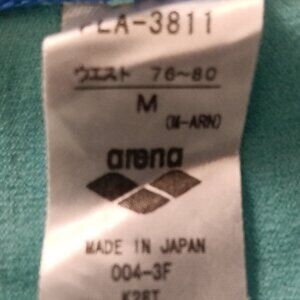 FLA-3811
ウエスト 76~80
M
(M-ARN)
arena
MADE IN JAPAN
004-3F